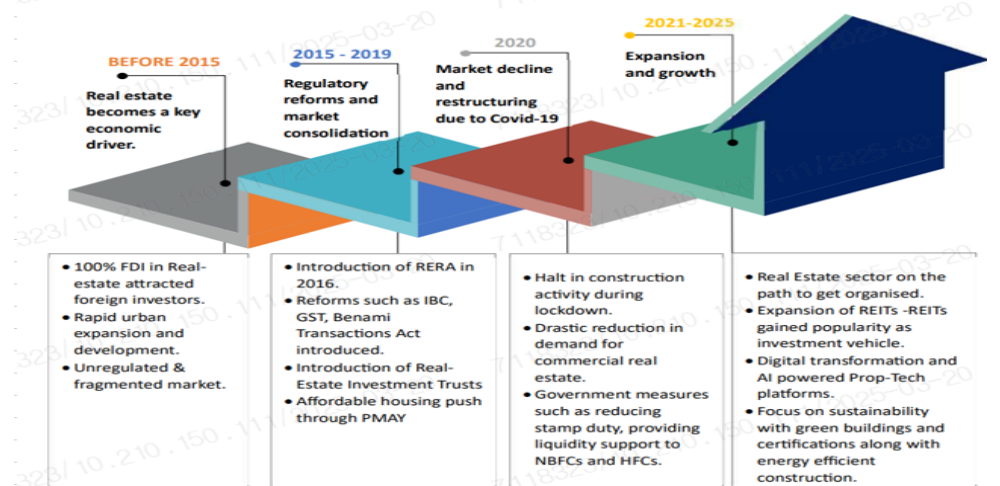 BEFORE 2015
Real estate
becomes a key
economic
driver.
2015 - 2019
Regulatory
reforms and
market
consolidation
2020
Market decline
and
restructuring
due to Covid-19
2021-2025
Expansion
and growth
• 100% FDI in Real-
estate attracted
foreign investors.
• Rapid urban
expansion and
development.
• Unregulated &
fragmented market.
• Introduction of RERA in
2016.
• Reforms such as IBC,
GST, Benami
Transactions Act
introduced.
• Introduction of Real-
Estate Investment Trusts
• Affordable housing push
through PMAY
• Halt in construction
activity during
lockdown.
• Drastic reduction in
demand for
commercial real
estate.
• Government measures
such as reducing
stamp duty, providing
liquidity support to
NBFCs and HFCs.
• Real Estate sector on the
path to get organised.
• Expansion of REITs -REITs
gained popularity as
investment vehicle.
• Digital transformation and
AI powered Prop-Tech
platforms.
• Focus on sustainability
with green buildings and
certifications along with
energy efficient
construction.